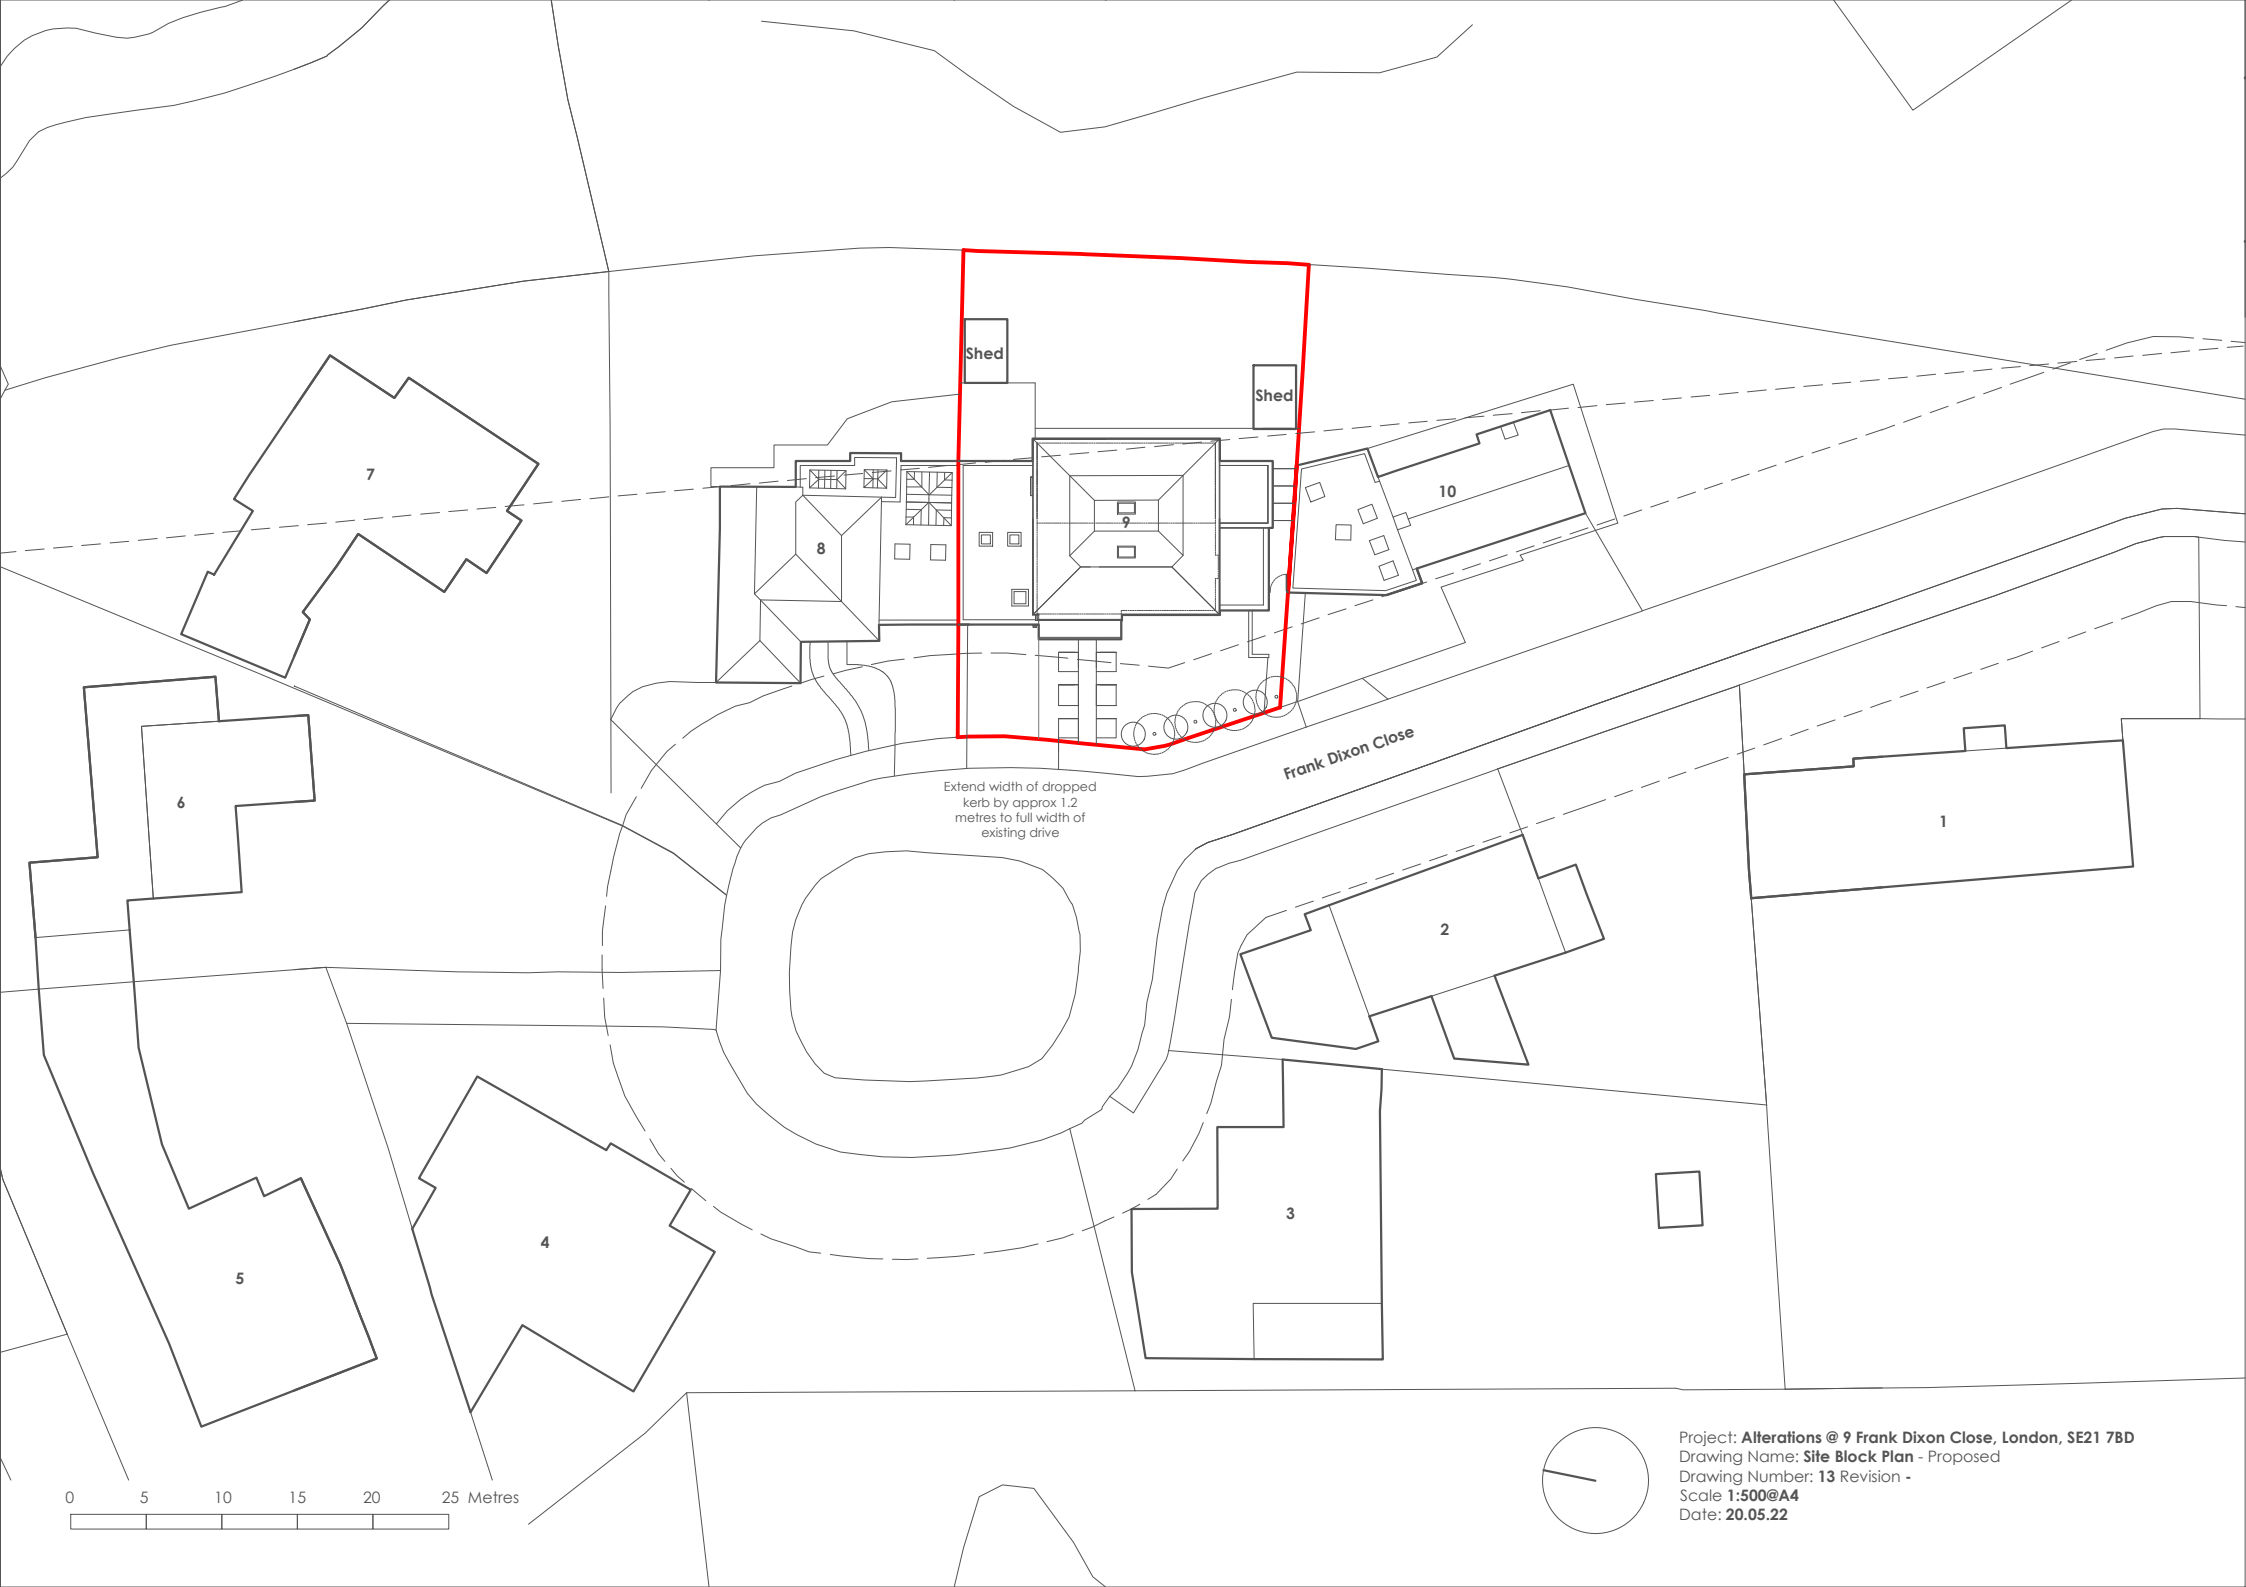 Shed
Shed
7
10
9
8
Frank Dixon Close
Extend width of dropped
kerb by approx 1.2
metres to full width of
existing drive
6
1
2
3
4
5
Project: Alterations @ 9 Frank Dixon Close, London, SE21 7BD
Drawing Name: Site Block Plan - Proposed
Drawing Number: 13 Revision -
Scale 1:500@A4
Date: 20.05.22
0 5 10 15 20 25 Metres